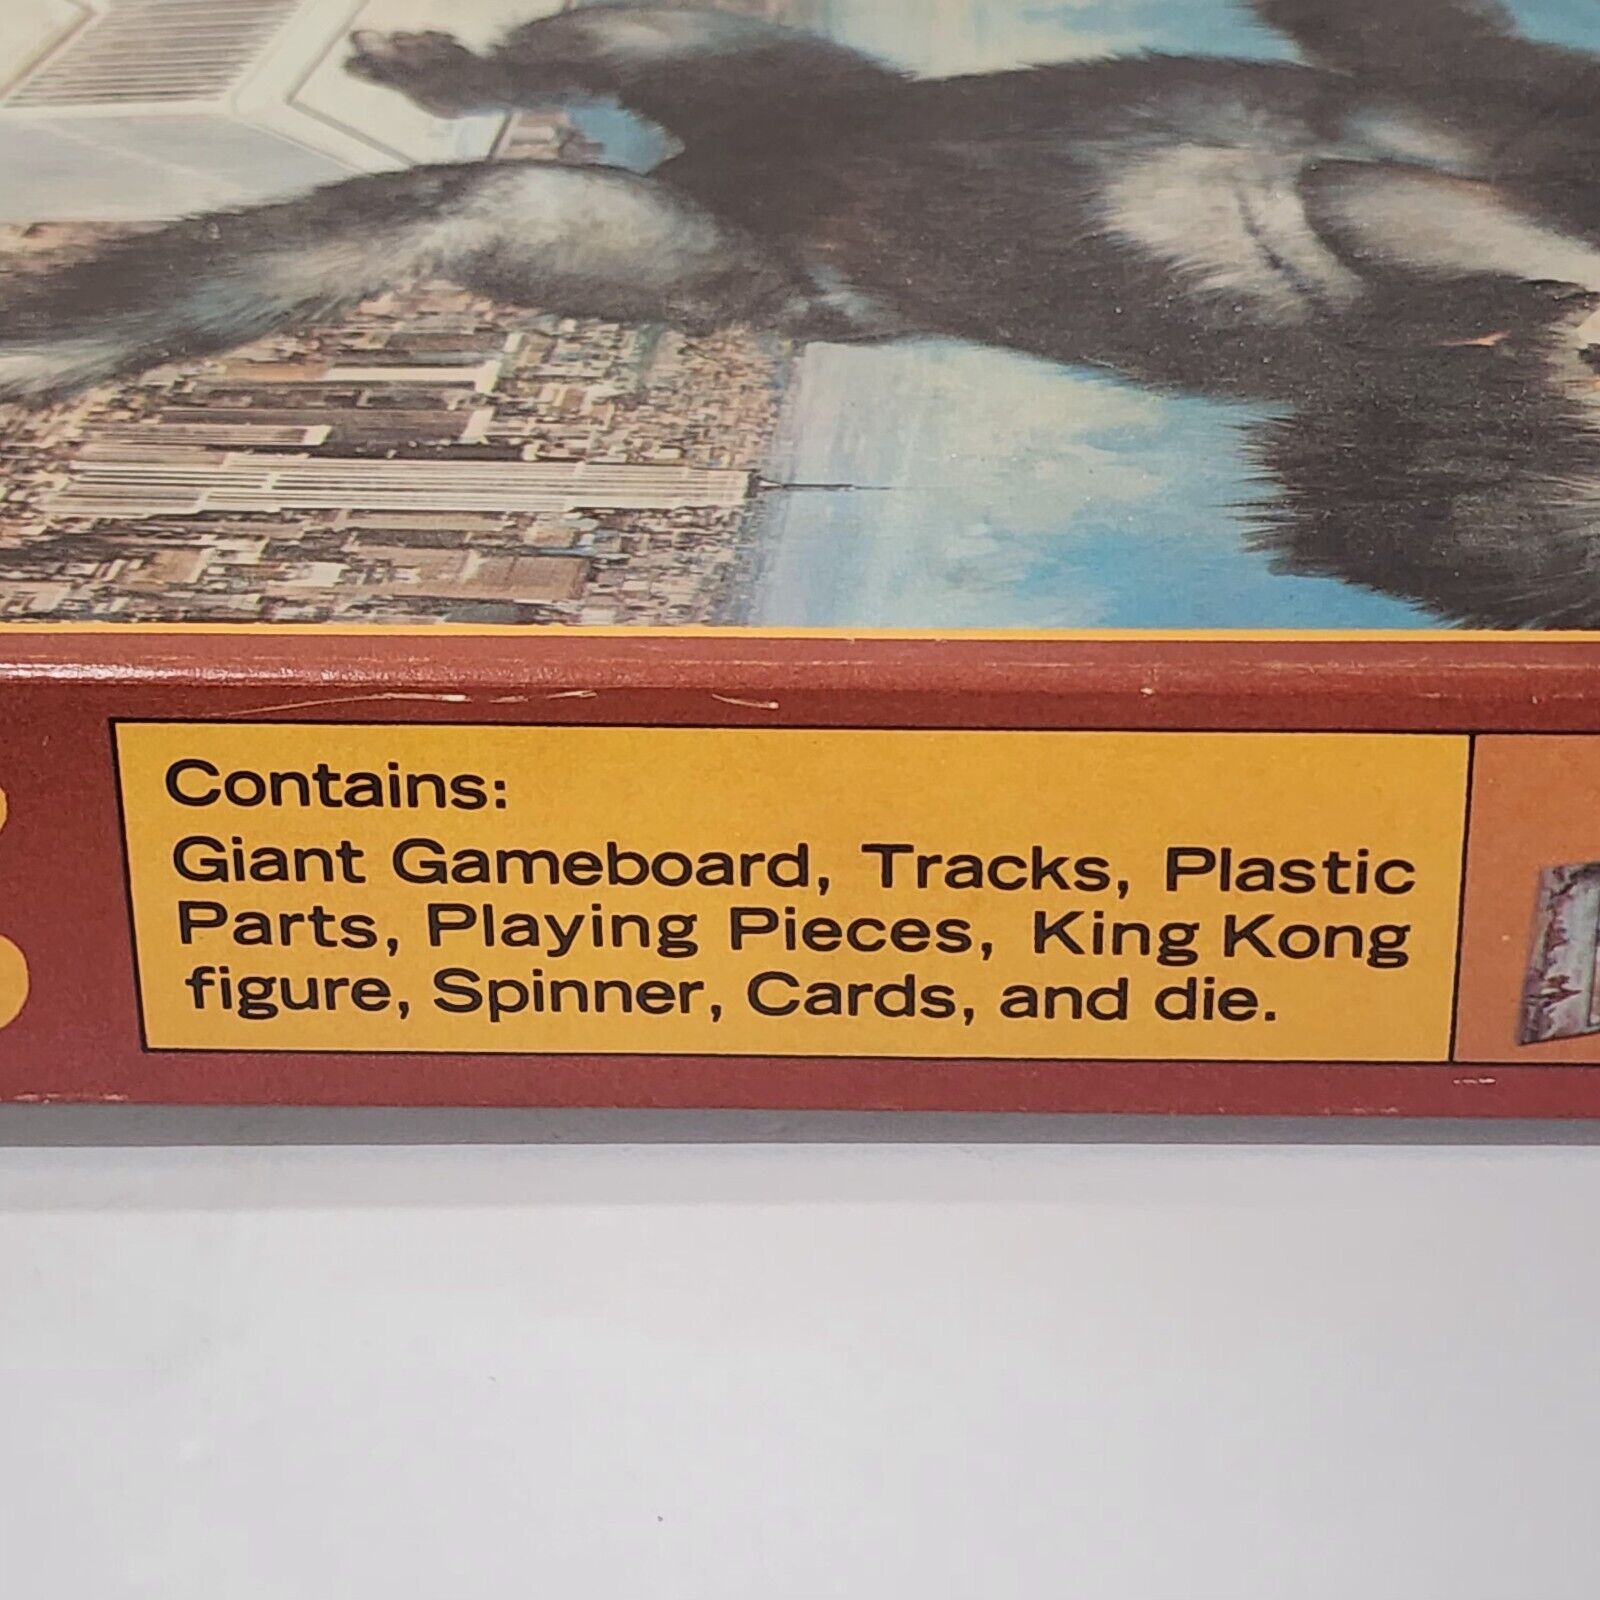 Contains:
Giant Gameboard, Tracks, Plastic
Parts, Playing Pieces, King Kong
figure, Spinner, Cards, and die.